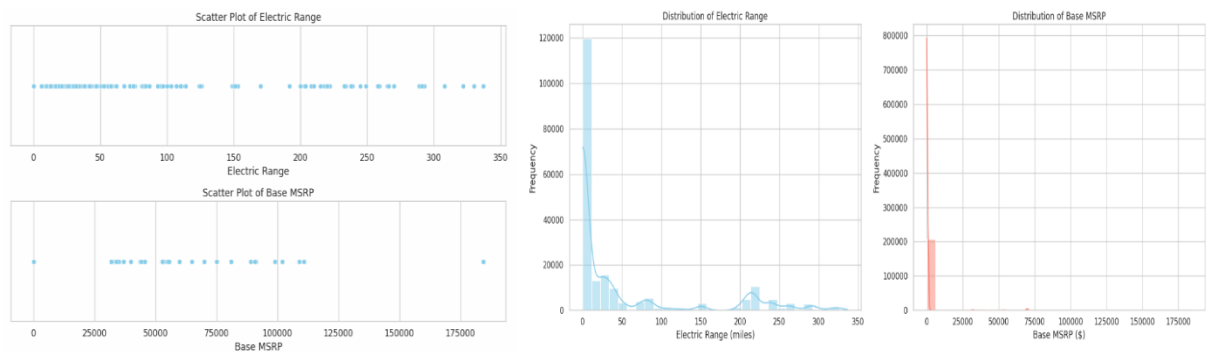 Scatter Plot of Electric Range
0 50 100 150 200 250 300 350
Electric Range
Scatter Plot of Base MSRP
0 25000 50000 75000 100000 125000 150000 175000
Base MSRP
Distribution of Electric Range
Frequency
120000
100000
80000
60000
40000
20000
0
0 50 100 150 200 250 300 350
Electric Range (miles)
Distribution of Base MSRP
Frequency
800000
700000
600000
500000
400000
300000
200000
100000
0
0 25000 50000 75000 100000 125000 150000 175000
Base MSRP ($)